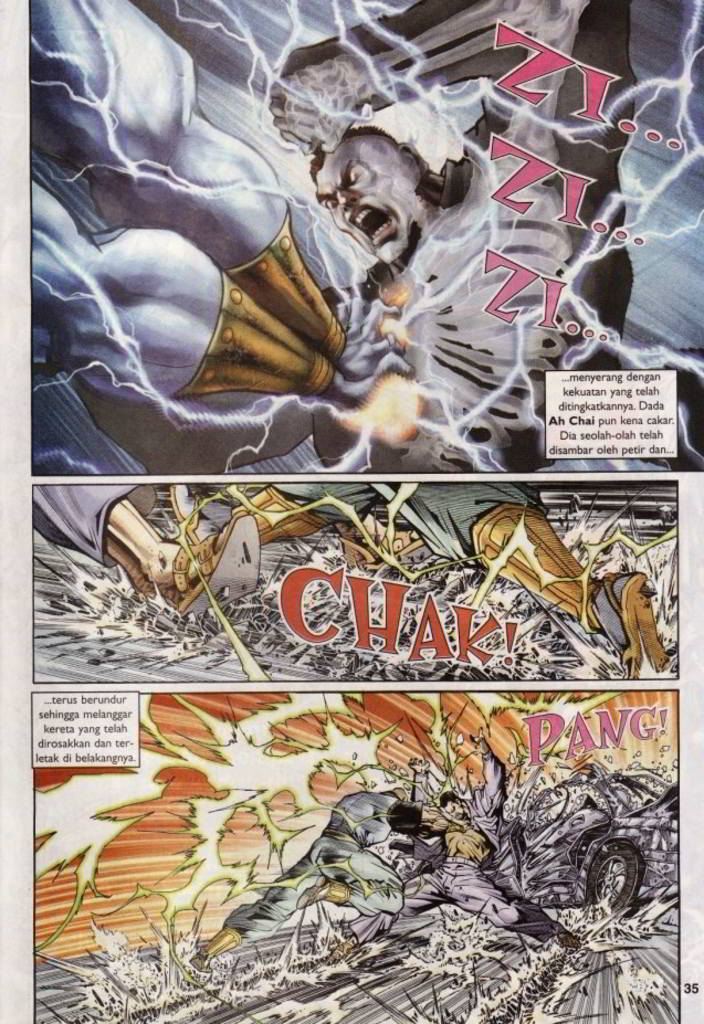 ZI...
ZI...
ZI...
...menyerang dengan
kekuatan yang telah
ditingkatkannya. Dada
Ah Chai pun kena cakar.
Dia seolah-olah telah
disambar oleh petir dan...
CHAK!
...terus berundur
sehingga melanggar
kereta yang telah
dirosakkan dan ter-
letak di belakangnya.
PANG!
35